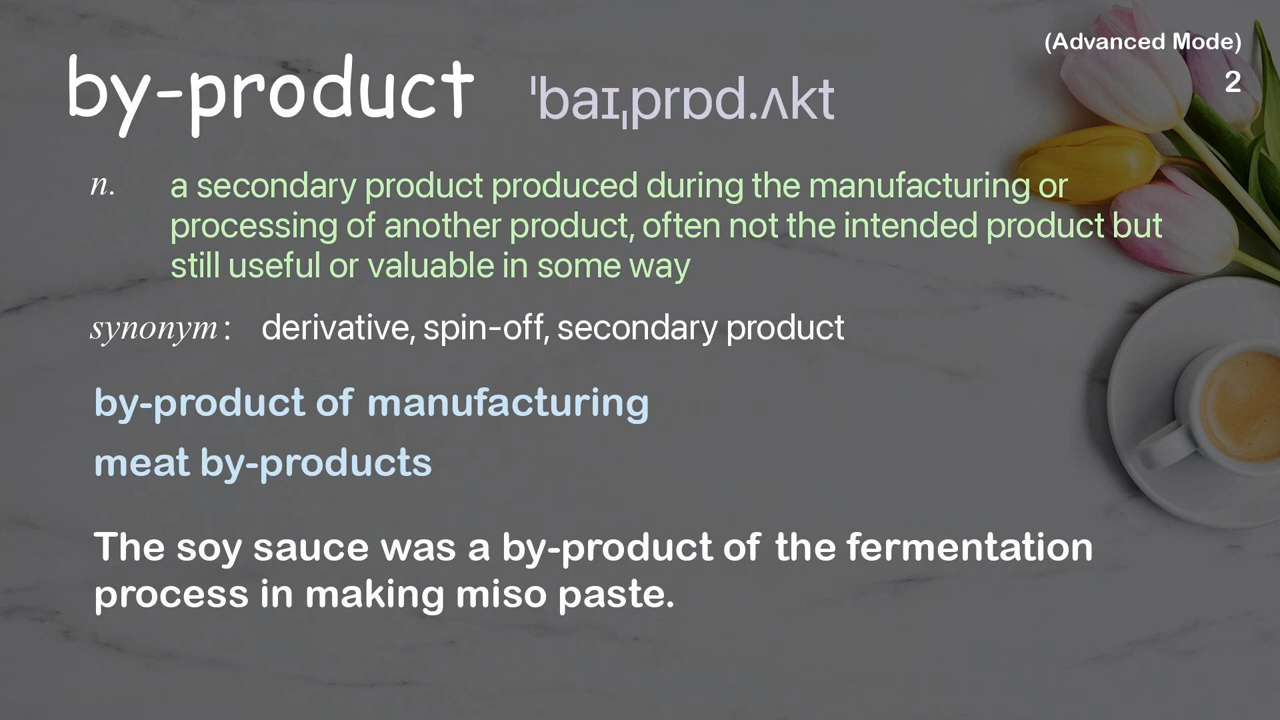 (Advanced Mode)
by-product ˈbaɪˌprɒd.ʌkt
2
n. a secondary product produced during the manufacturing or
processing of another product, often not the intended product but
still useful or valuable in some way
synonym: derivative, spin-off, secondary product
by-product of manufacturing
meat by-products
The soy sauce was a by-product of the fermentation
process in making miso paste.